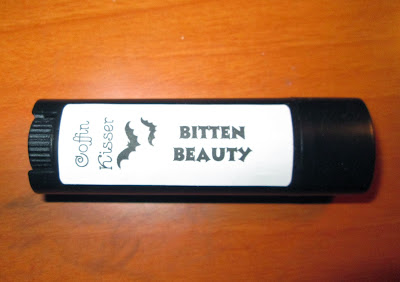 Coffin
Kisser
BITTEN
BEAUTY